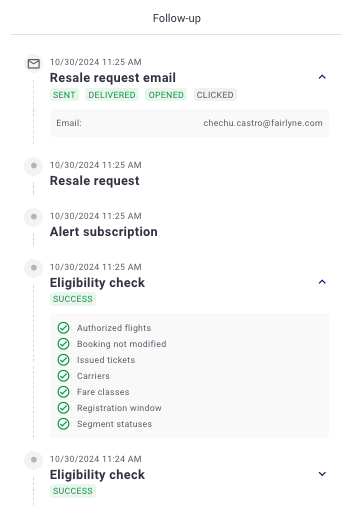 Follow-up
10/30/2024 11:25 AM
Resale request email
SENT DELIVERED OPENED CLICKED
Email: chechu.castro@fairlyne.com
10/30/2024 11:25 AM
Resale request
10/30/2024 11:25 AM
Alert subscription
10/30/2024 11:25 AM
Eligibility check
SUCCESS
Authorized flights
Booking not modified
Issued tickets
Carriers
Fare classes
Registration window
Segment statuses
10/30/2024 11:24 AM
Eligibility check
SUCCESS